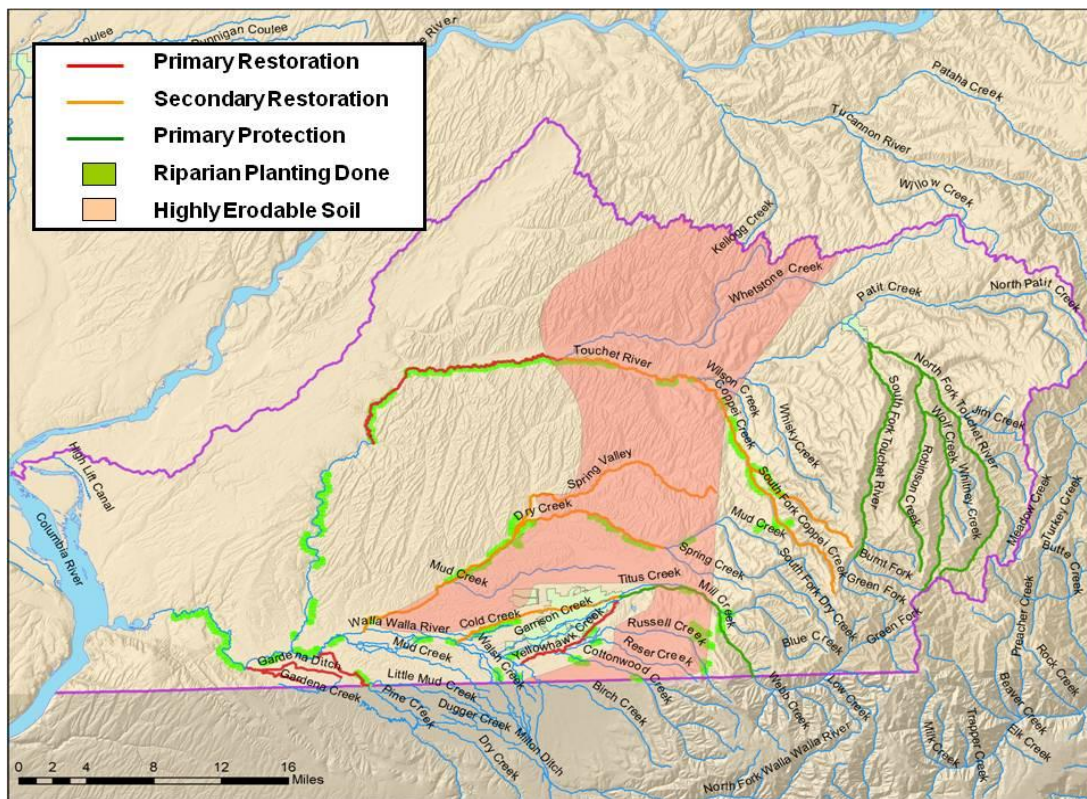 Coulee
Dunnigan Coulee
River
Primary Restoration
Secondary Restoration
Primary Protection
Riparian Planting Done
Highly Erodable Soil
Pataha Creek
Tucannon River
Willow Creek
Kellogg Creek
Whetstone Creek
Patit Creek
North Patit Creek
Touchet River
Wilson Creek
Coppei Creek
Whisky Creek
North Fork Touchet River
South Fork Touchet River
Wolf Creek
Robinson Creek
Jim Creek
Whitney Creek
High Lift Canal
Columbia River
Spring Valley
Dry Creek
South Fork Coppei Creek
Mud Creek
Meadow Creek
Turkey Creek
Butte Creek
Mud Creek
Spring Creek
South Fork Dry Creek
Burnt Fork
Green Fork
Titus Creek
Mill Creek
Walla Walla River
Cold Creek
Garrison Creek
Russell Creek
Green Fork
Preacher Creek
Mud Creek
Walsh Creek
Yellowhawk Creek
Reser Creek
Blue Creek
Rock Creek
Gardena Ditch
Cottonwood Creek
Gardena Creek
Little Mud Creek
Birch Creek
Webb Creek
Low Creek
Beaver Creek
Pine Creek
Dugger Creek
Milton Ditch
Milk Creek
Trapper Creek
Elk Creek
Dry Creek
North Fork Walla Walla River
0 2 4 8 12 16
Miles